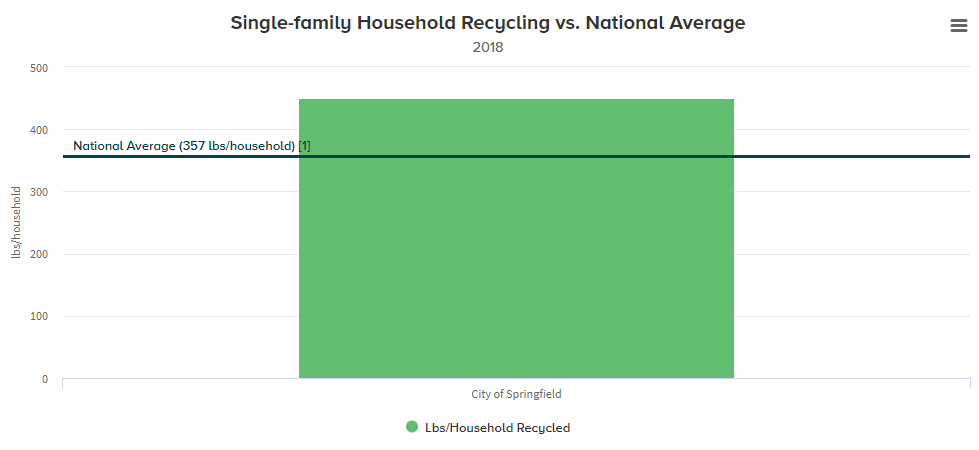 Single-family Household Recycling vs. National Average
2018
500
400
National Average (357 lbs/household) [1]
300
200
100
0
lbs/household
City of Springfield
Lbs/Household Recycled